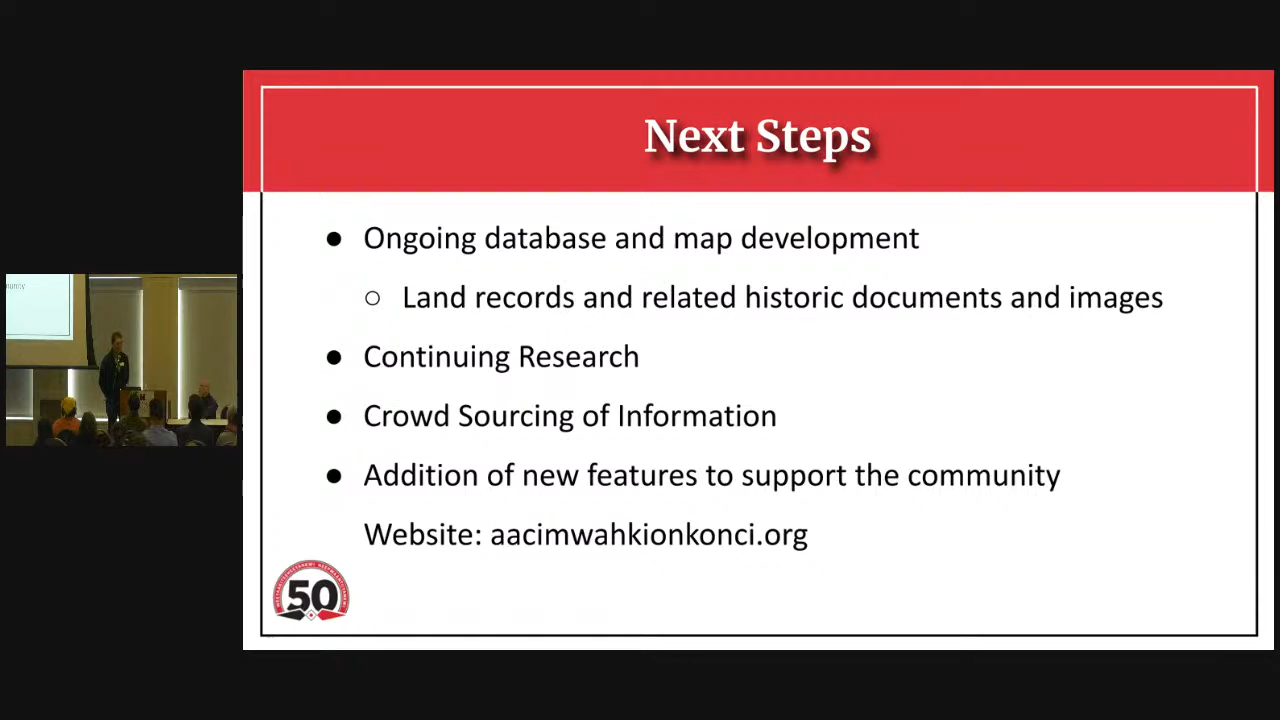 Next Steps
● Ongoing database and map development
○ Land records and related historic documents and images
● Continuing Research
● Crowd Sourcing of Information
● Addition of new features to support the community
Website: aacimwahkionkonci.org
50